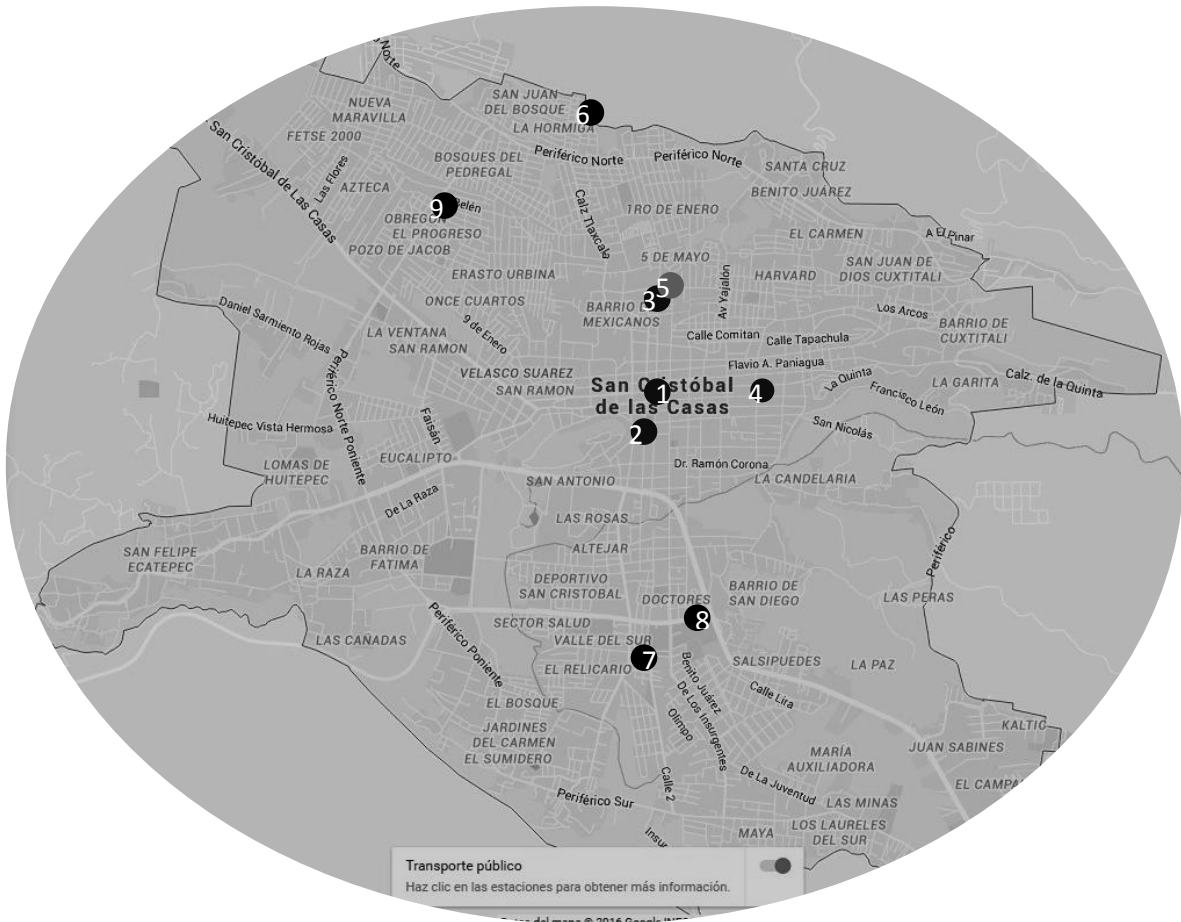 Norte
SAN JUAN
DEL BOSQUE
NUEVA
MARAVILLA
6
LA HORMIGA
FETSE 2000
San Cristóbal de Las Casas
Periférico Norte
Periférico Norte
BOSQUES DEL
PEDREGAL
SANTA CRUZ
Las Flores
AZTECA
BENITO JUÁREZ
9
Belén
1RO DE ENERO
OBREGÓN
EL PROGRESO
Calz Tlaxcala
EL CARMEN
A El Pinar
POZO DE JACOB
5 DE MAYO
SAN JUAN DE
DIOS CUXTITALI
ERASTO URBINA
HARVARD
Av Yajalón
5
3
ONCE CUARTOS
BARRIO DE
MEXICANOS
Daniel Sarmiento Rojas
Los Arcos
9 de Enero
BARRIO DE
CUXTITALI
LA VENTANA
SAN RAMON
Calle Comitan
Calle Tapachula
Flavio A. Paniagua
Periférico Norte Poniente
VELASCO SUAREZ
SAN RAMON
San Cristóbal
de las Casas
1
4
La Quinta
Francisco León
LA GARITA
Calz. de la Quinta
Huitepec Vista Hermosa
Faisán
2
San Nicolás
EUCALIPTO
LOMAS DE
HUITEPEC
Dr. Ramón Corona
SAN ANTONIO
LA CANDELARIA
De La Raza
LAS ROSAS
SAN FELIPE
ECATEPEC
BARRIO DE
FATIMA
ALTEJAR
Periférico
LA RAZA
DEPORTIVO
SAN CRISTOBAL
DOCTORES
BARRIO DE
SAN DIEGO
LAS PERAS
8
SECTOR SALUD
Periférico Poniente
LAS CAÑADAS
VALLE DEL SUR
7
EL RELICARIO
Benito Juárez
SALSIPUEDES
LA PAZ
De Los Insurgentes
Calle Lira
EL BOSQUE
Olimpo
JARDINES
DEL CARMEN
EL SUMIDERO
KALTIC
JUAN SABINES
MARÍA
AUXILIADORA
Calle 2
De La Juventud
EL CAMPA
Periférico Sur
LAS MINAS
LOS LAURELES
DEL SUR
MAYA
Insu
Transporte público
Haz clic en las estaciones para obtener más información.
del mapa © 2016 Google